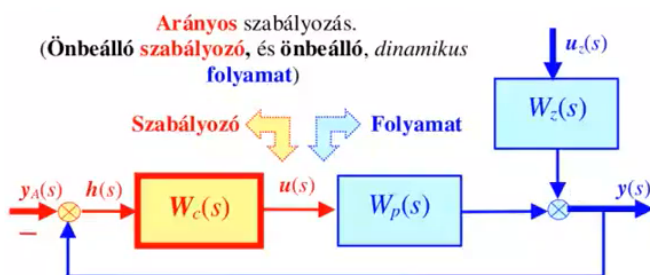 Arányos szabályozás.
(Önbeálló szabályozó, és önbeálló, dinamikus
folyamat)
u_z(s)
W_z(s)
Szabályozó
Folyamat
y_A(s)
h(s)
W_c(s)
u(s)
W_p(s)
y(s)
–